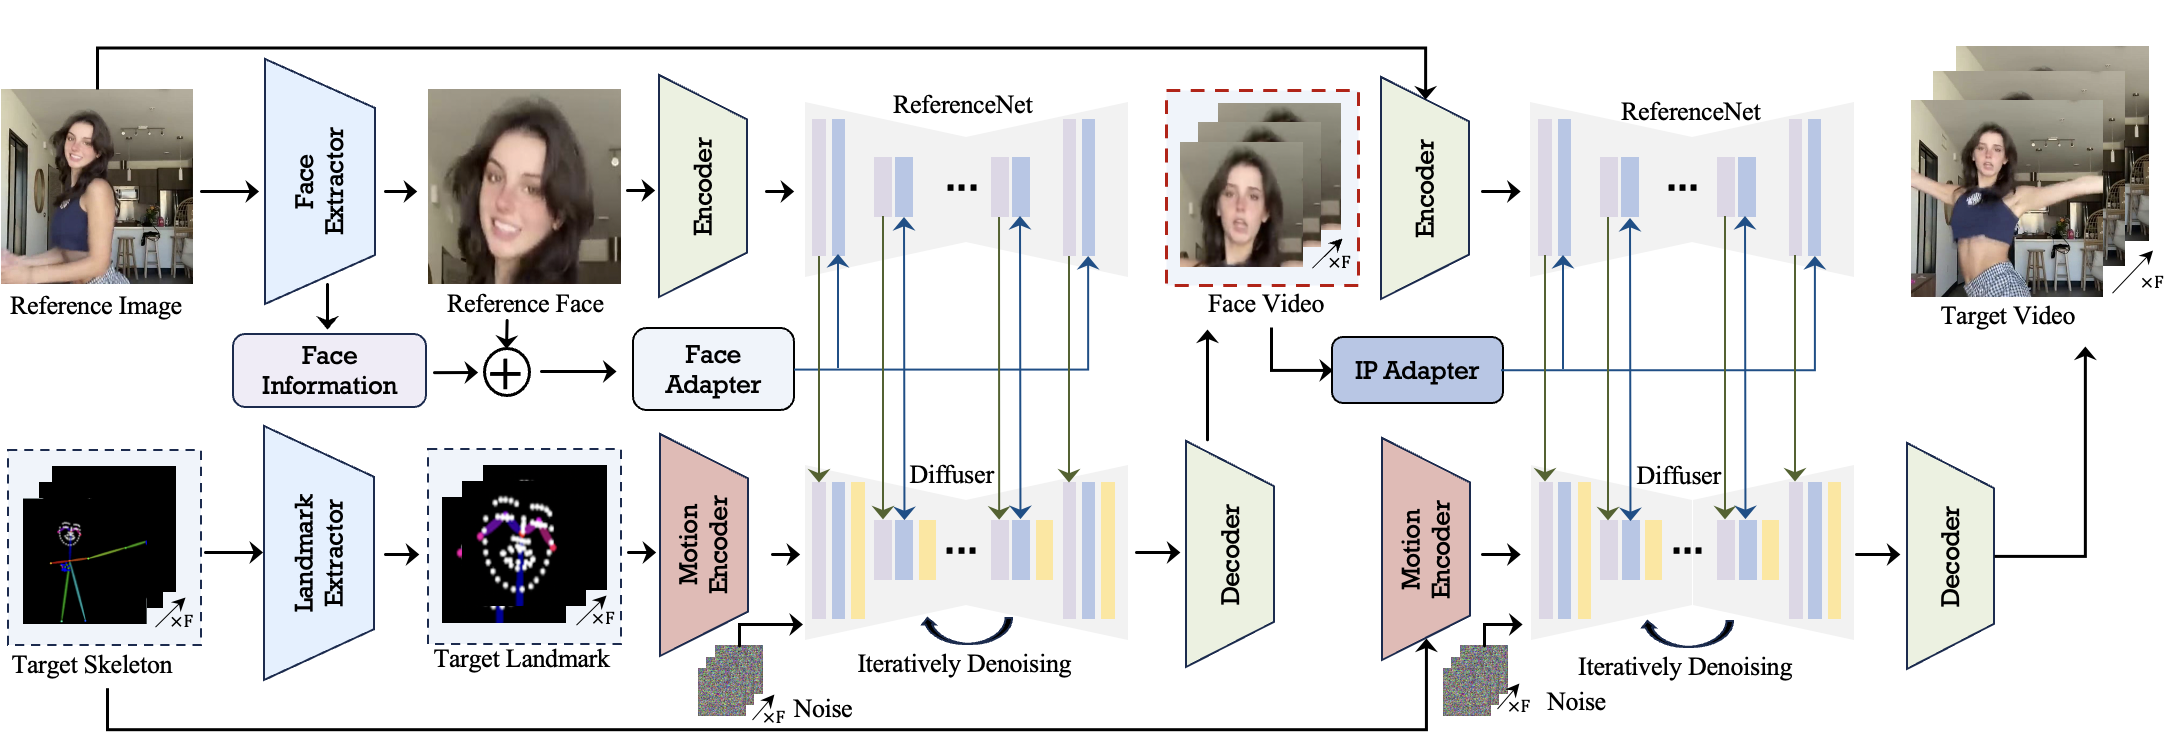 ReferenceNet
ReferenceNet
Face
Extractor
Encoder
Encoder
Reference Image
Reference Face
Face Video
×F
×F
Target Video
Face
Information
Face
Adapter
IP Adapter
Landmark
Extractor
Motion
Encoder
Diffuser
Decoder
Motion
Encoder
Diffuser
Decoder
×F
×F
Target Skeleton
Target Landmark
Iteratively Denoising
Iteratively Denoising
×F Noise
×F Noise